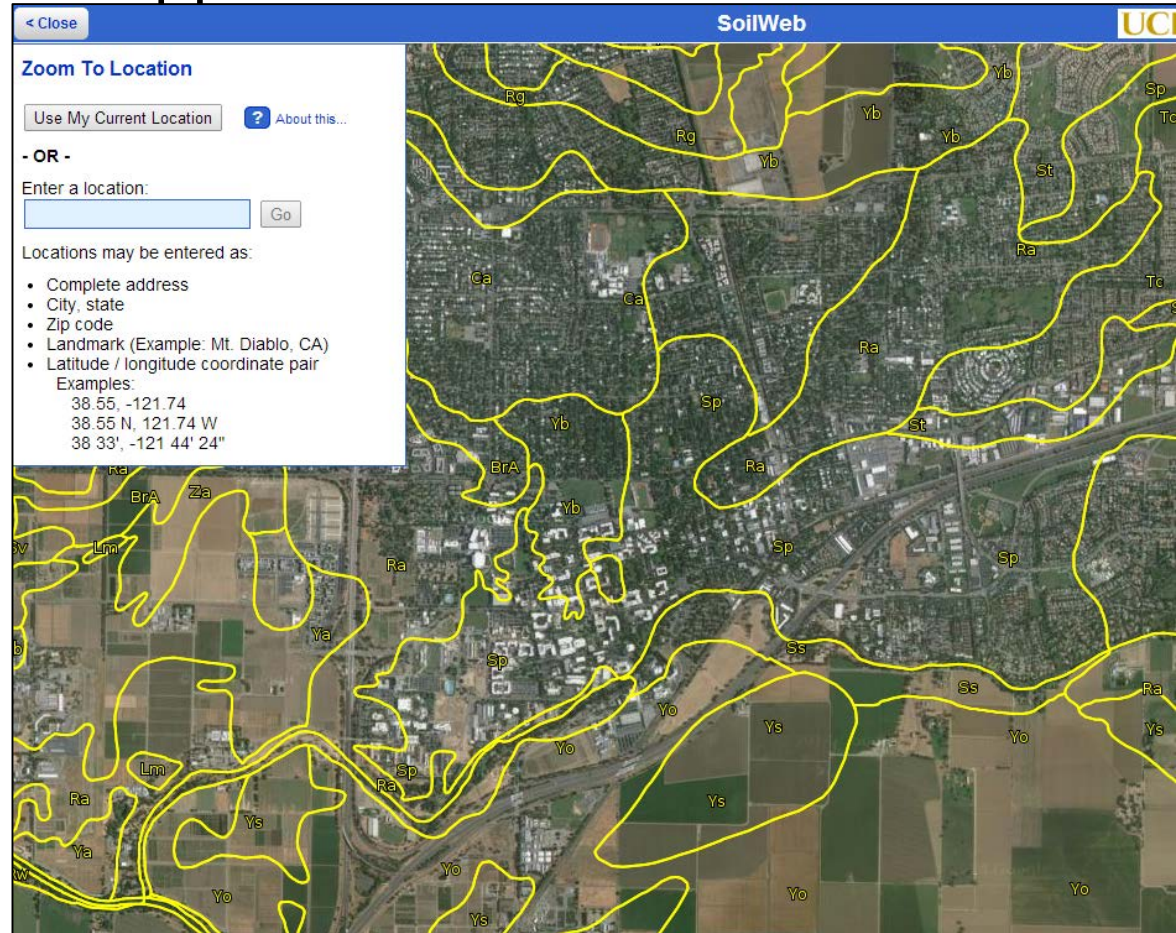 < Close
SoilWeb
UC
Zoom To Location
Use My Current Location
? About this...
- OR -
Enter a location:
Go
Locations may be entered as:
• Complete address
• City, state
• Zip code
• Landmark (Example: Mt. Diablo, CA)
• Latitude / longitude coordinate pair
Examples:
38.55, -121.74
38.55 N, 121.74 W
38 33', -121 44' 24"
Rg
Yb
Sp
Rg
Yb
Yb
Tc
Yb
St
Ra
Ca
Ca
Tc
Ra
Sp
Yb
St
Ra
BrA
Ra
BrA
Za
Yb
Lm
Ra
Sp
Sp
Ya
Sp
Ss
Ss
Ra
Yo
Ys
Yo
Ys
Yo
Lm
Sp
Ra
Ra
Ys
Ys
Ya
Yo
Yo
Yo
Yo
Ys